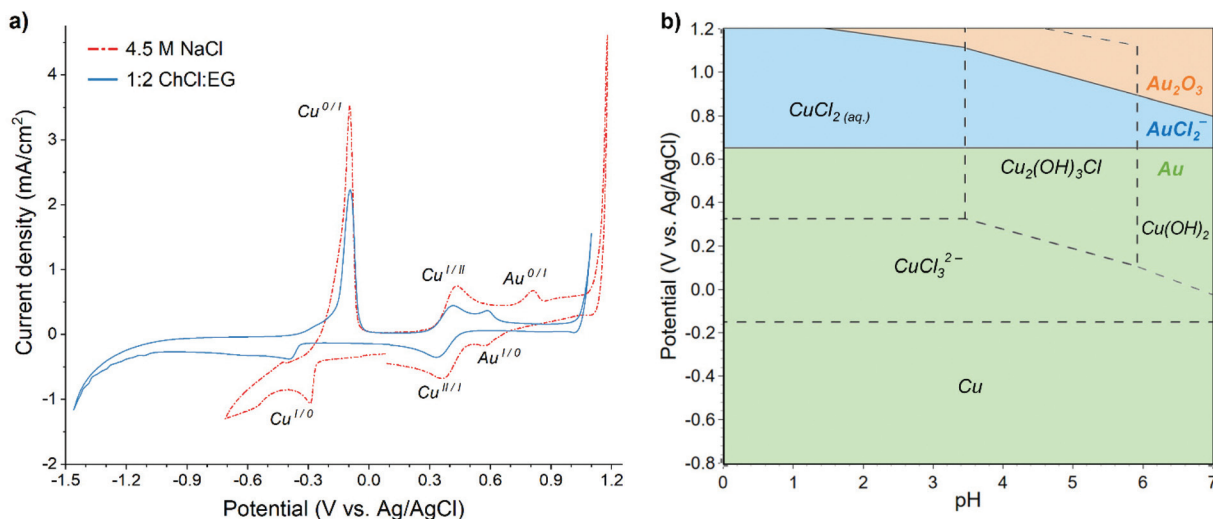 a)
4.5 M NaCl
1:2 ChCl:EG
Current density (mA/cm²)
4
3
2
1
0
-1
-2
Cu⁰/ᴵ
Cuᴵ/ᴵᴵ
Au⁰/ᴵ
Auᴵ/⁰
Cuᴵᴵ/ᴵ
Cuᴵ/⁰
-1.5 -1.2 -0.9 -0.6 -0.3 0.0 0.3 0.6 0.9 1.2
Potential (V vs. Ag/AgCl)
b)
Potential (V vs. Ag/AgCl)
1.2
1.0
0.8
0.6
0.4
0.2
0.0
-0.2
-0.4
-0.6
-0.8
Au₂O₃
CuCl₂ (aq.)
AuCl₂⁻
Cu₂(OH)₃Cl
Au
Cu(OH)₂
CuCl₃²⁻
Cu
0 1 2 3 4 5 6 7
pH